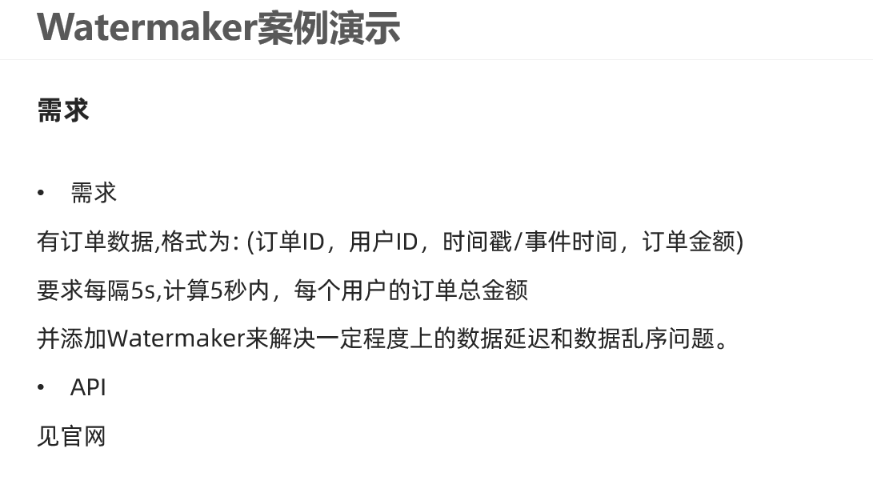 Watermaker案例演示
需求
• 需求
有订单数据,格式为: (订单ID，用户ID，时间戳/事件时间，订单金额)
要求每隔5s,计算5秒内，每个用户的订单总金额
并添加Watermaker来解决一定程度上的数据延迟和数据乱序问题。
• API
见官网